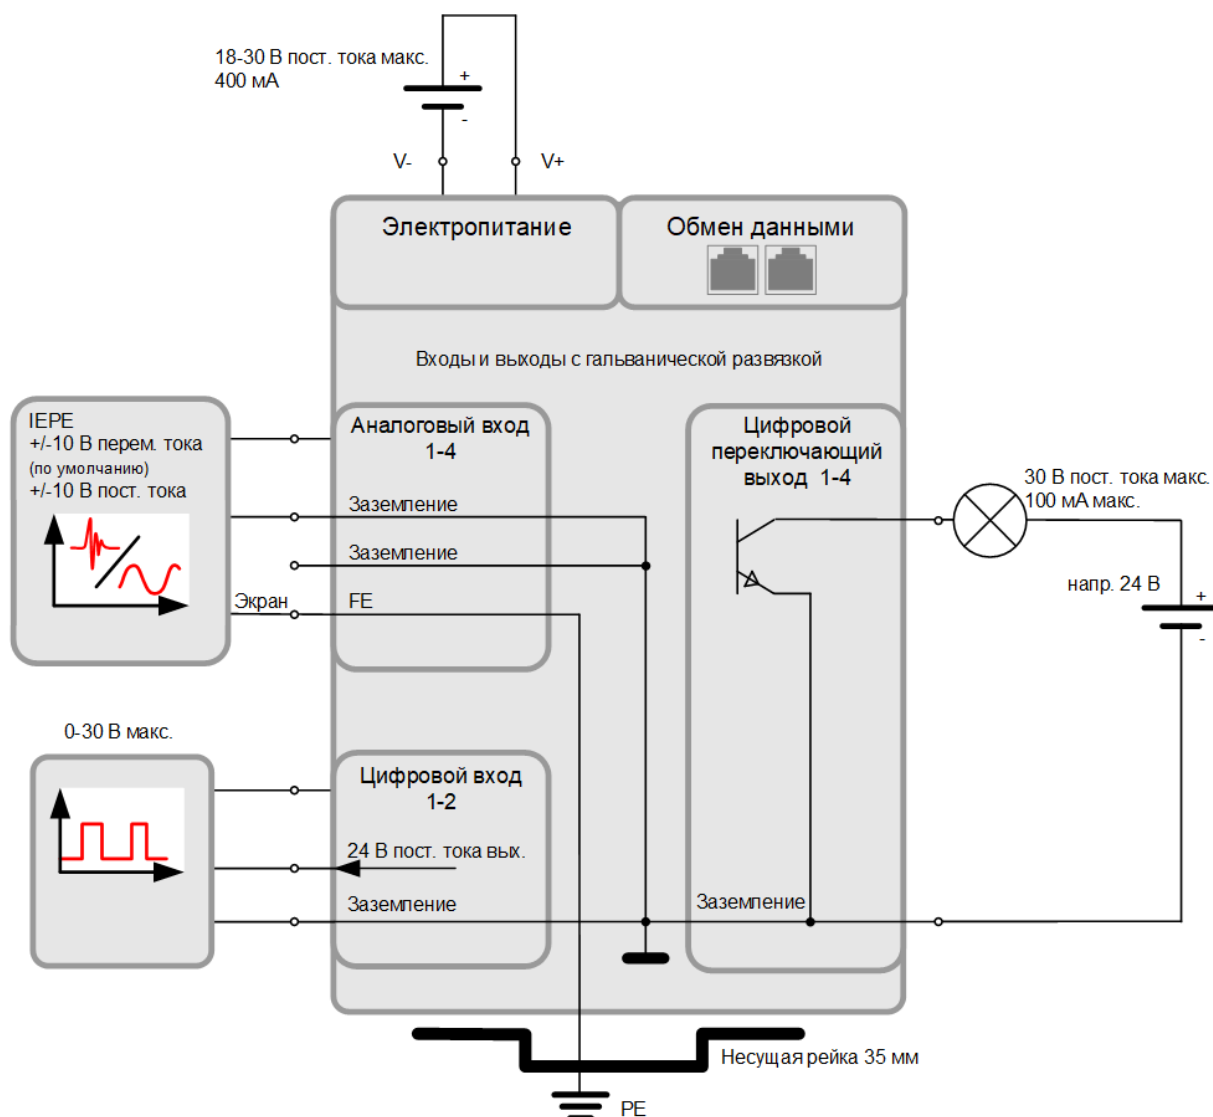 18-30 В пост. тока макс.
400 мА
+
-
V-
V+
Электропитание
Обмен данными
Входы и выходы с гальванической развязкой
IEPE
+/-10 В перем. тока
(по умолчанию)
+/-10 В пост. тока
Экран
Аналоговый вход
1-4
Заземление
Заземление
FE
Цифровой
переключающий
выход 1-4
30 В пост. тока макс.
100 мА макс.
напр. 24 В
+
-
0-30 В макс.
Цифровой вход
1-2
24 В пост. тока вых.
Заземление
Заземление
Несущая рейка 35 мм
PE